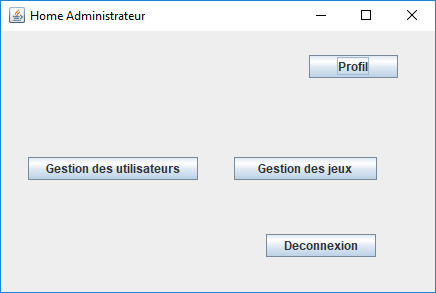 Home Administrateur
Profil
Gestion des utilisateurs
Gestion des jeux
Deconnexion